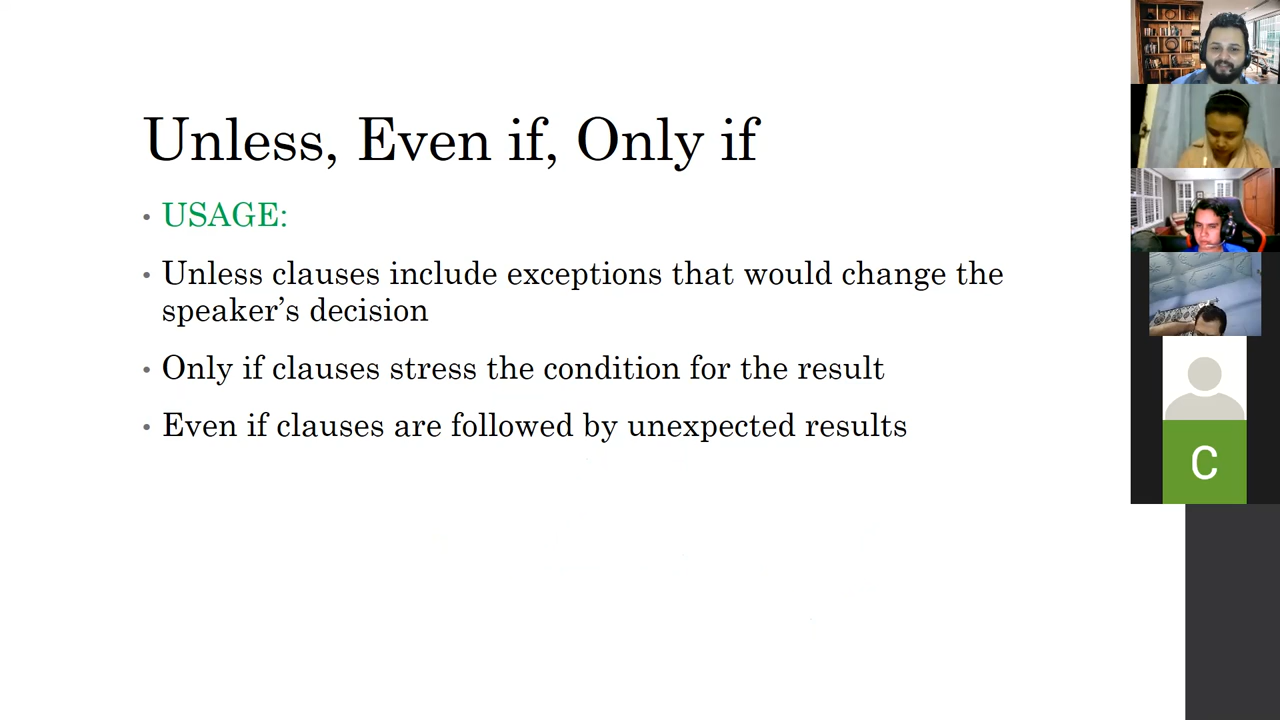 Unless, Even if, Only if
• USAGE:
• Unless clauses include exceptions that would change the
speaker’s decision
• Only if clauses stress the condition for the result
• Even if clauses are followed by unexpected results
C